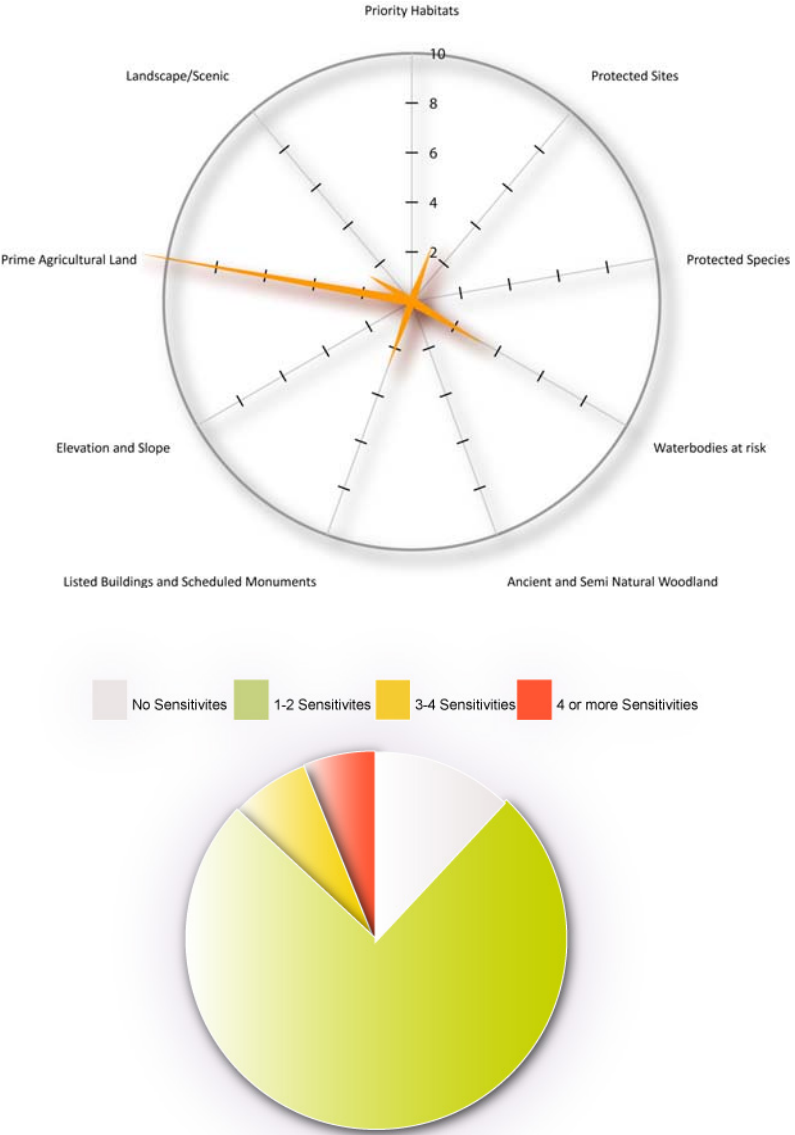 Priority Habitats
10
Landscape/Scenic
Protected Sites
8
6
4
2
Prime Agricultural Land
Protected Species
Elevation and Slope
Waterbodies at risk
Listed Buildings and Scheduled Monuments
Ancient and Semi Natural Woodland
No Sensitivites
1-2 Sensitivites
3-4 Sensitivities
4 or more Sensitivities